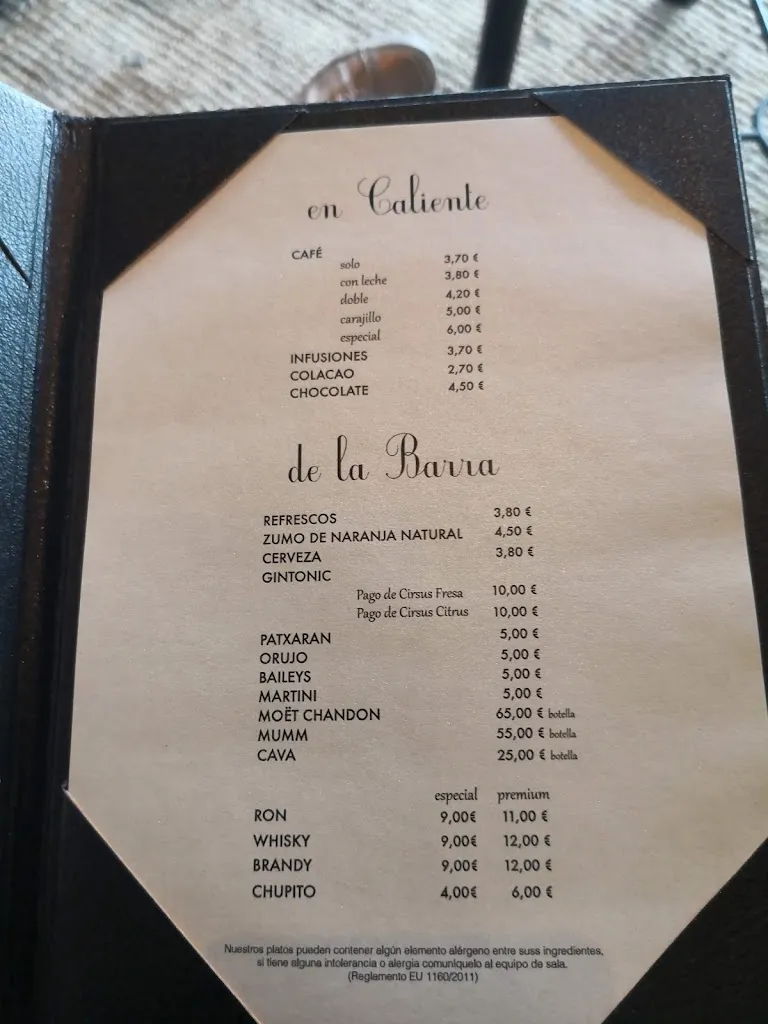 en Caliente
CAFÉ
solo 3,70 €
con leche 3,80 €
doble 4,20 €
carajillo 5,00 €
especial 6,00 €
INFUSIONES 3,70 €
COLACAO 2,70 €
CHOCOLATE 4,50 €
de la Barra
REFRESCOS 3,80 €
ZUMO DE NARANJA NATURAL 4,50 €
CERVEZA 3,80 €
GINTONIC
Pago de Cirsus Fresa 10,00 €
Pago de Cirsus Citrus 10,00 €
PATXARAN 5,00 €
ORUJO 5,00 €
BAILEYS 5,00 €
MARTINI 5,00 €
MOËT CHANDON 65,00 € botella
MUMM 55,00 € botella
CAVA 25,00 € botella
especial premium
RON 9,00€ 11,00 €
WHISKY 9,00€ 12,00 €
BRANDY 9,00€ 12,00 €
CHUPITO 4,00€ 6,00 €
Nuestros platos pueden contener algún elemento alérgeno entre suss ingredientes,
si tiene alguna intolerancia o alergia comuníquelo al equipo de sala.
(Reglamento EU 1160/2011)